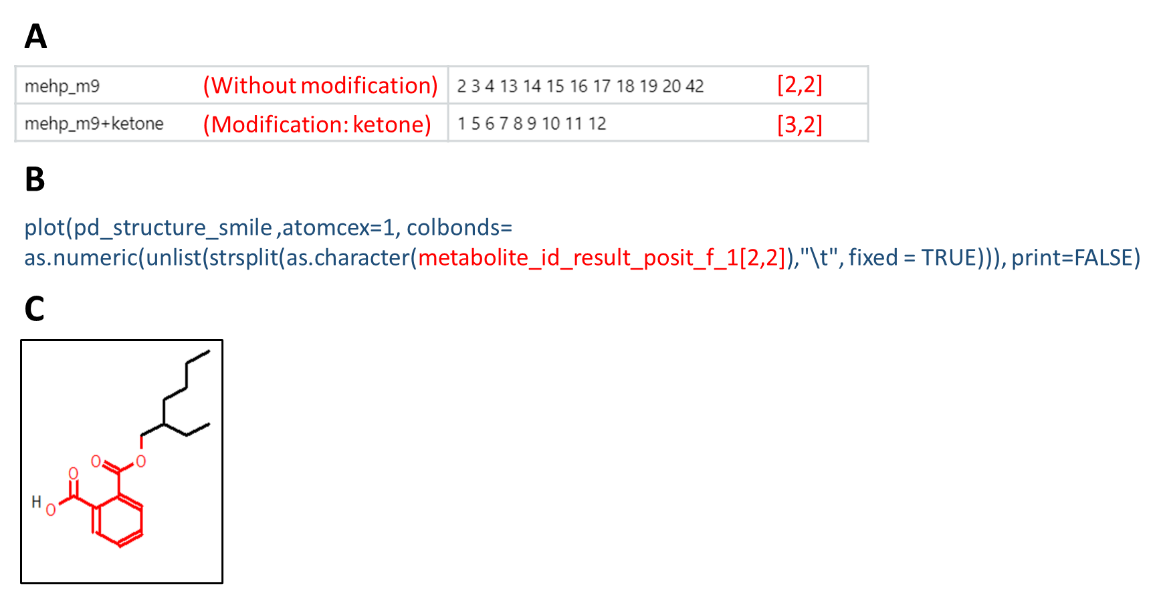 A
mehp_m9 (Without modification) 2 3 4 13 14 15 16 17 18 19 20 42 [2,2]
mehp_m9+ketone (Modification: ketone) 1 5 6 7 8 9 10 11 12 [3,2]
B
plot(pd_structure_smile ,atomcex=1, colbonds=
as.numeric(unlist(strsplit(as.character(metabolite_id_result_posit_f_1[2,2]),"\t", fixed = TRUE))), print=FALSE)
C
O O
O
H O